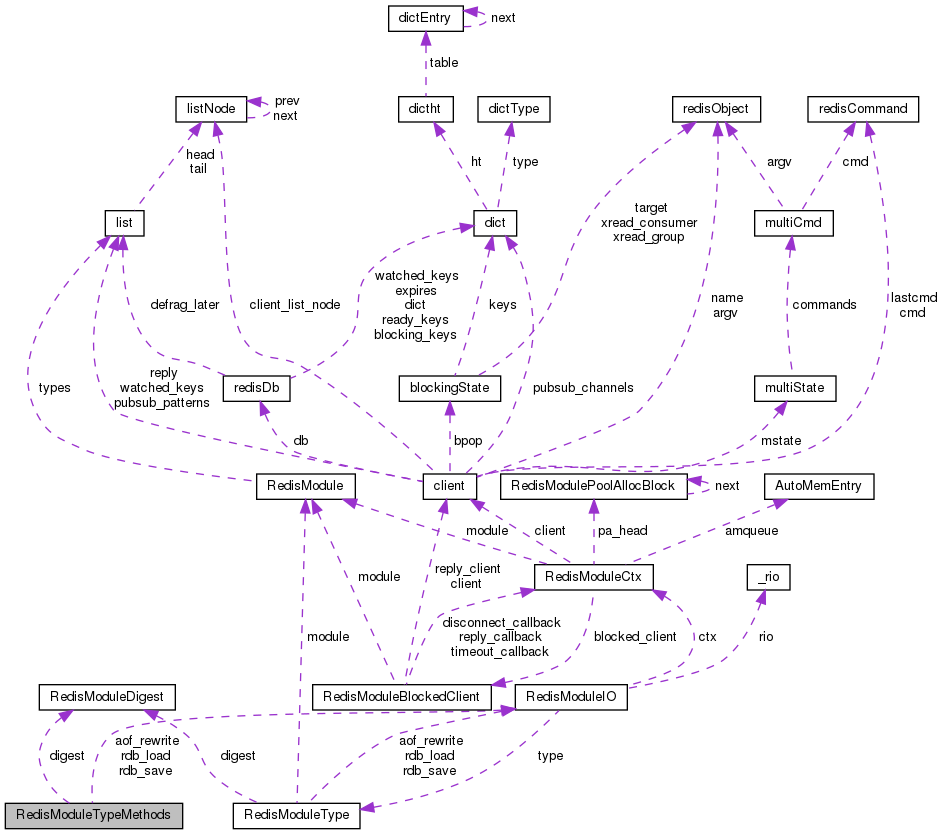 dictEntry
next
table
listNode
prev
next
dictht
dictType
redisObject
redisCommand
head
tail
ht
type
argv
cmd
list
dict
multiCmd
target
xread_consumer
xread_group
watched_keys
expires
dict
ready_keys
blocking_keys
defrag_later
client_list_node
keys
name
argv
commands
lastcmd
cmd
types
reply
watched_keys
pubsub_patterns
redisDb
blockingState
pubsub_channels
multiState
db
bpop
mstate
RedisModule
client
RedisModulePoolAllocBlock
next
AutoMemEntry
module
client
pa_head
amqueue
module
reply_client
client
RedisModuleCtx
_rio
disconnect_callback
reply_callback
timeout_callback
blocked_client
ctx
rio
module
RedisModuleDigest
RedisModuleBlockedClient
RedisModuleIO
digest
aof_rewrite
rdb_load
rdb_save
digest
aof_rewrite
rdb_load
rdb_save
type
RedisModuleTypeMethods
RedisModuleType